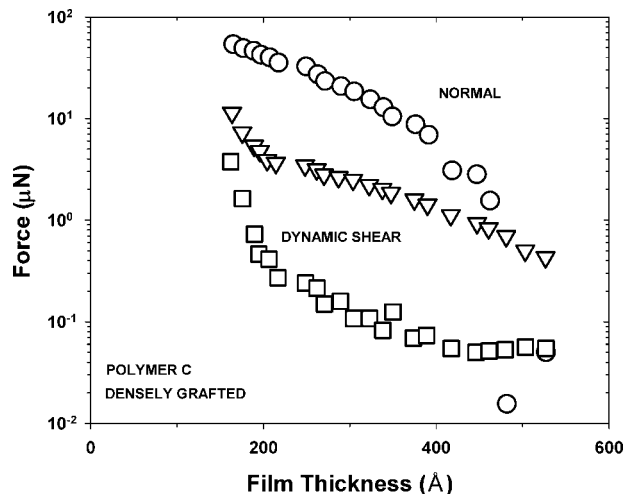 10²
10¹
10⁰
10⁻¹
10⁻²
Force (μN)
NORMAL
DYNAMIC SHEAR
POLYMER C
DENSELY GRAFTED
0 200 400 600
Film Thickness (Å)